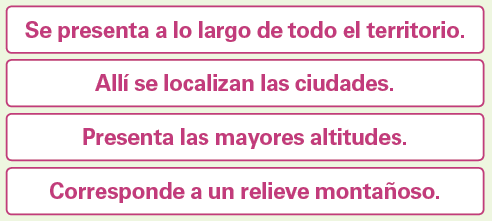 Se presenta a lo largo de todo el territorio.
Allí se localizan las ciudades.
Presenta las mayores altitudes.
Corresponde a un relieve montañoso.